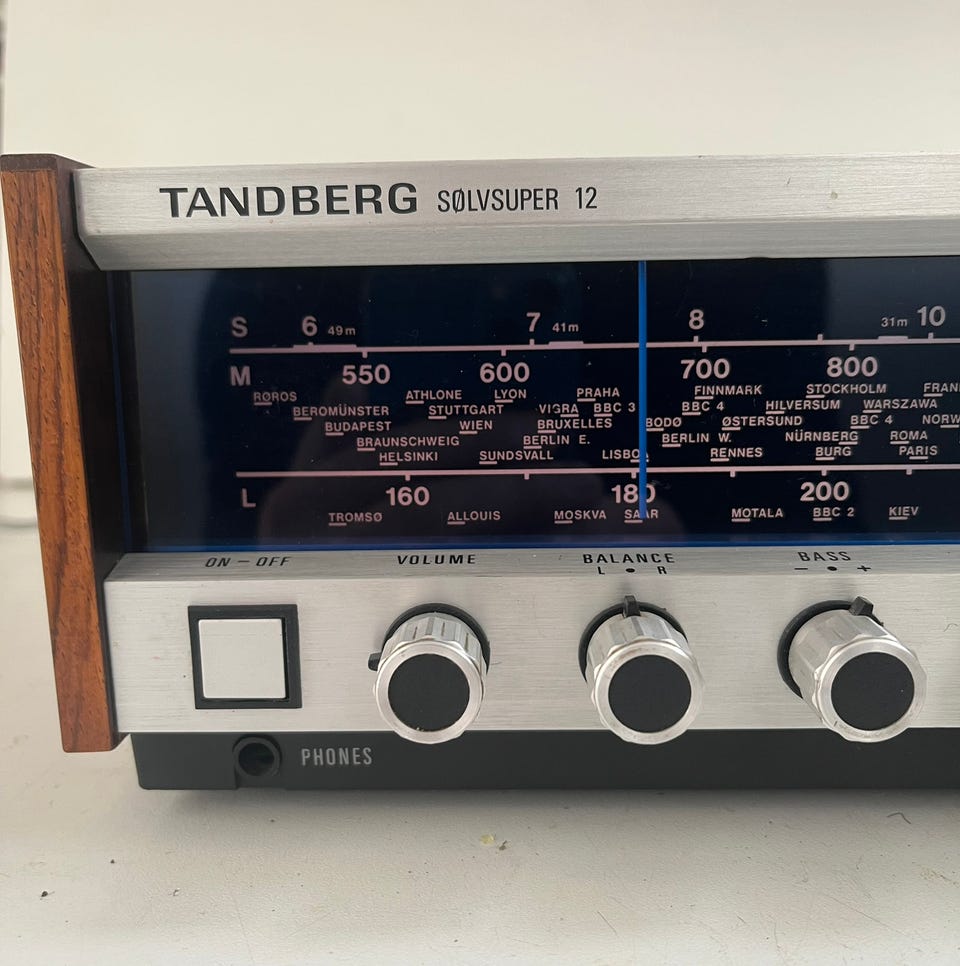 TANDBERG SØLVSUPER 12
S 6 49m 7 41m 8 31m 10
M 550 600 700 800
RØROS ATHLONE LYON PRAHA FINNMARK STOCKHOLM FRAN
BEROMÜNSTER STUTTGART VIGRA BBC 3 BBC 4 HILVERSUM WARSZAWA
BUDAPEST WIEN BRUXELLES BODØ ØSTERSUND BBC 4 NORW
BRAUNSCHWEIG BERLIN E. BERLIN W. NÜRNBERG ROMA
HELSINKI SUNDSVALL LISBOA RENNES BURG PARIS
L 160 180 200
TROMSØ ALLOUIS MOSKVA SAAR MOTALA BBC 2 KIEV
ON – OFF VOLUME BALANCE BASS
L • R – • +
PHONES